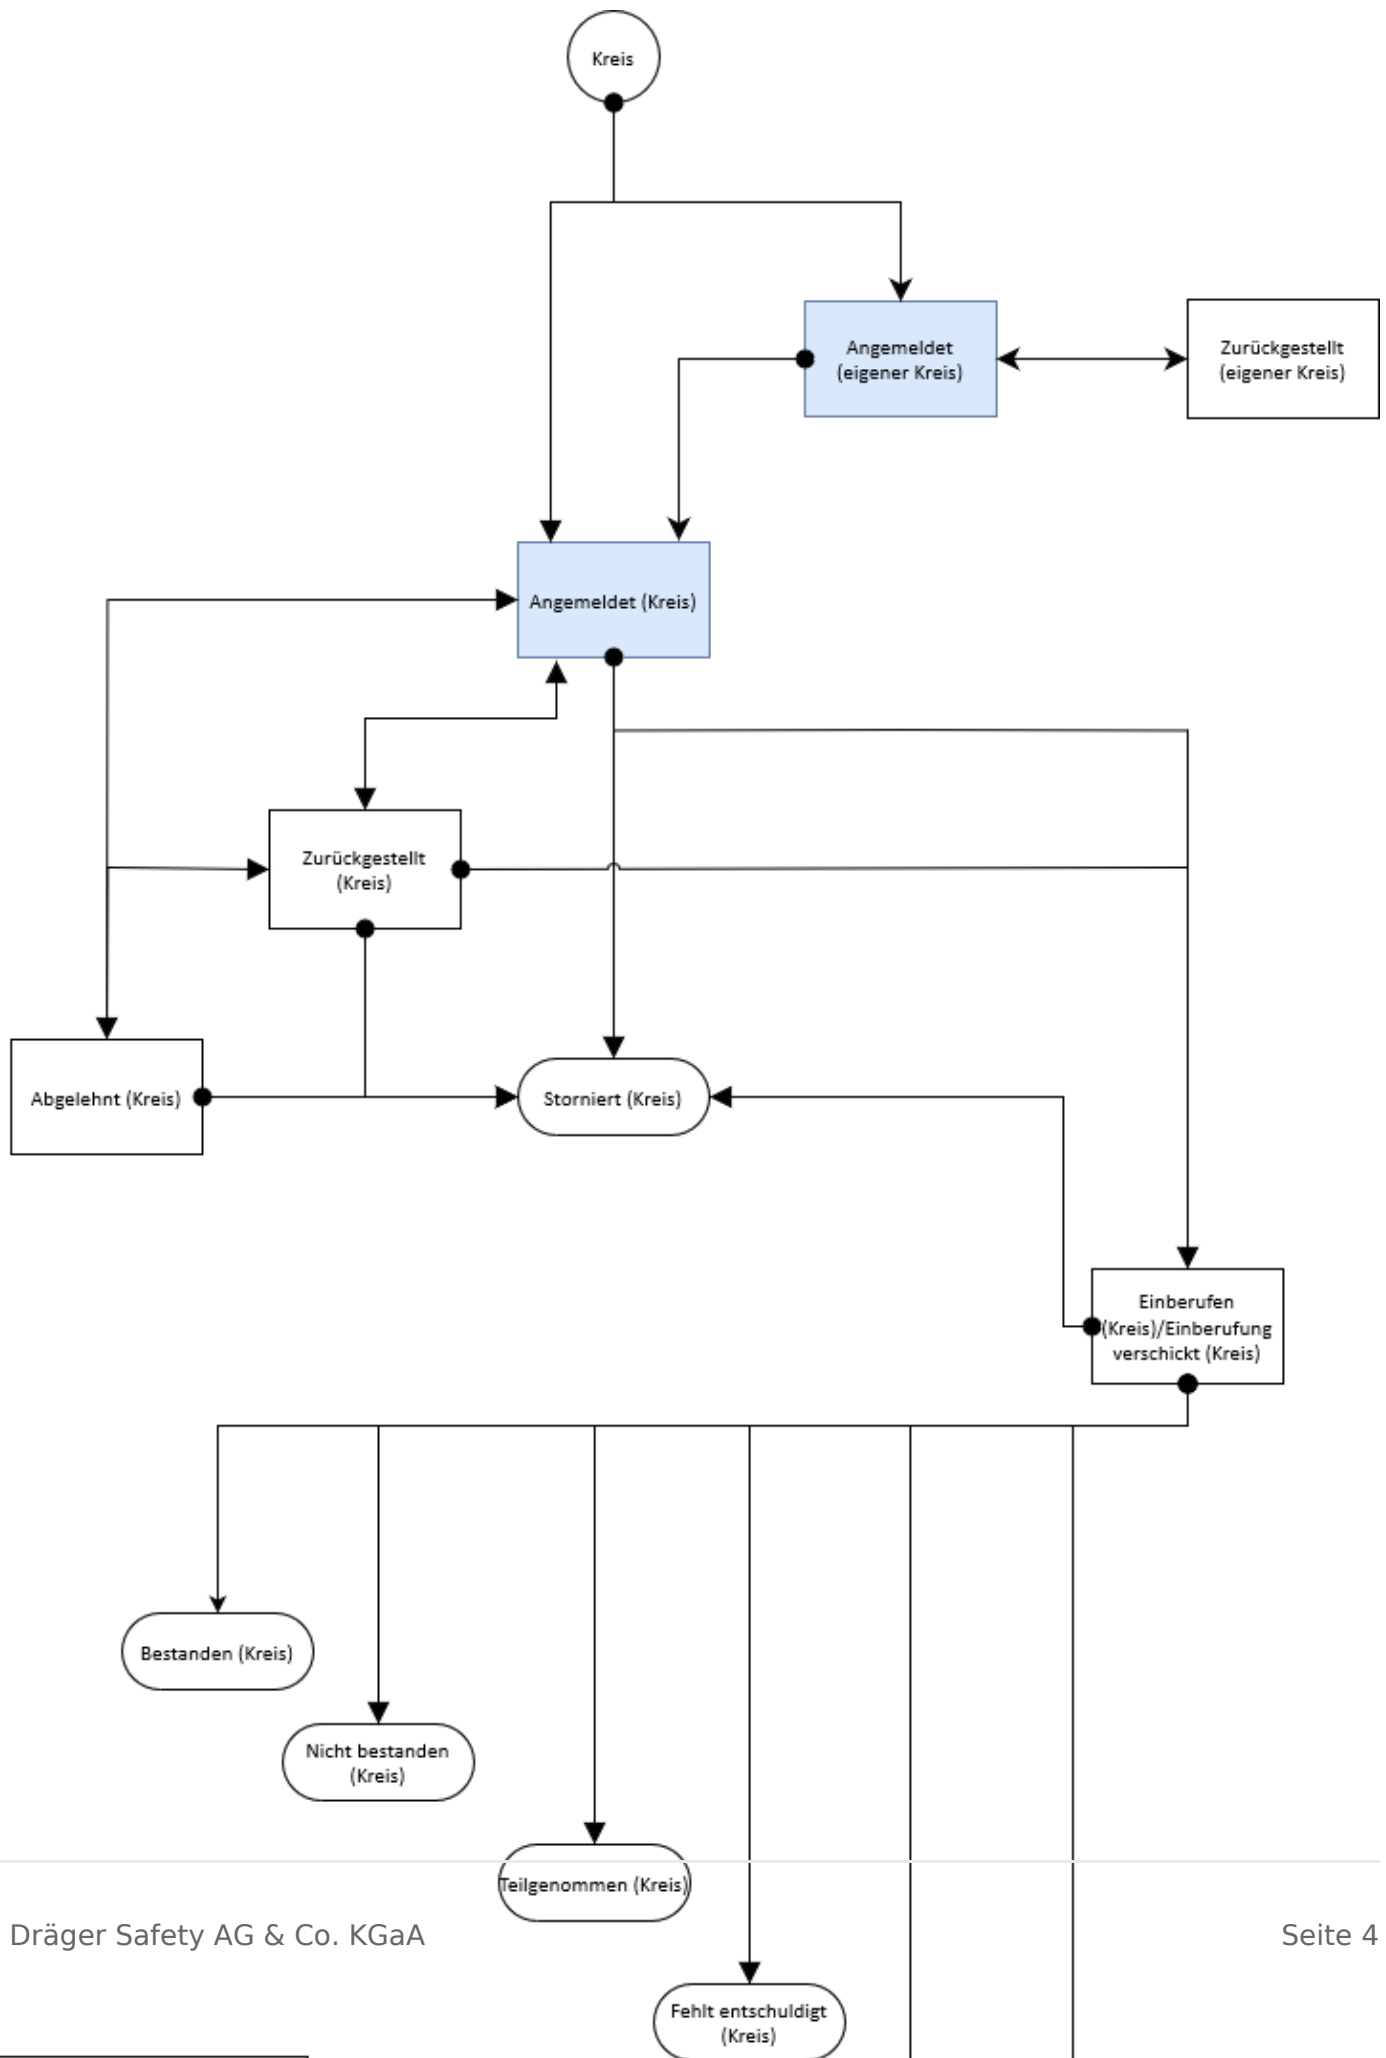 Kreis
Angemeldet
(eigener Kreis)
Zurückgestellt
(eigener Kreis)
Angemeldet (Kreis)
Zurückgestellt
(Kreis)
Abgelehnt (Kreis)
Storniert (Kreis)
Einberufen
(Kreis)/Einberufung
verschickt (Kreis)
Bestanden (Kreis)
Nicht bestanden
(Kreis)
Teilgenommen (Kreis)
Dräger Safety AG & Co. KGaA
Seite 4
Fehlt entschuldigt
(Kreis)